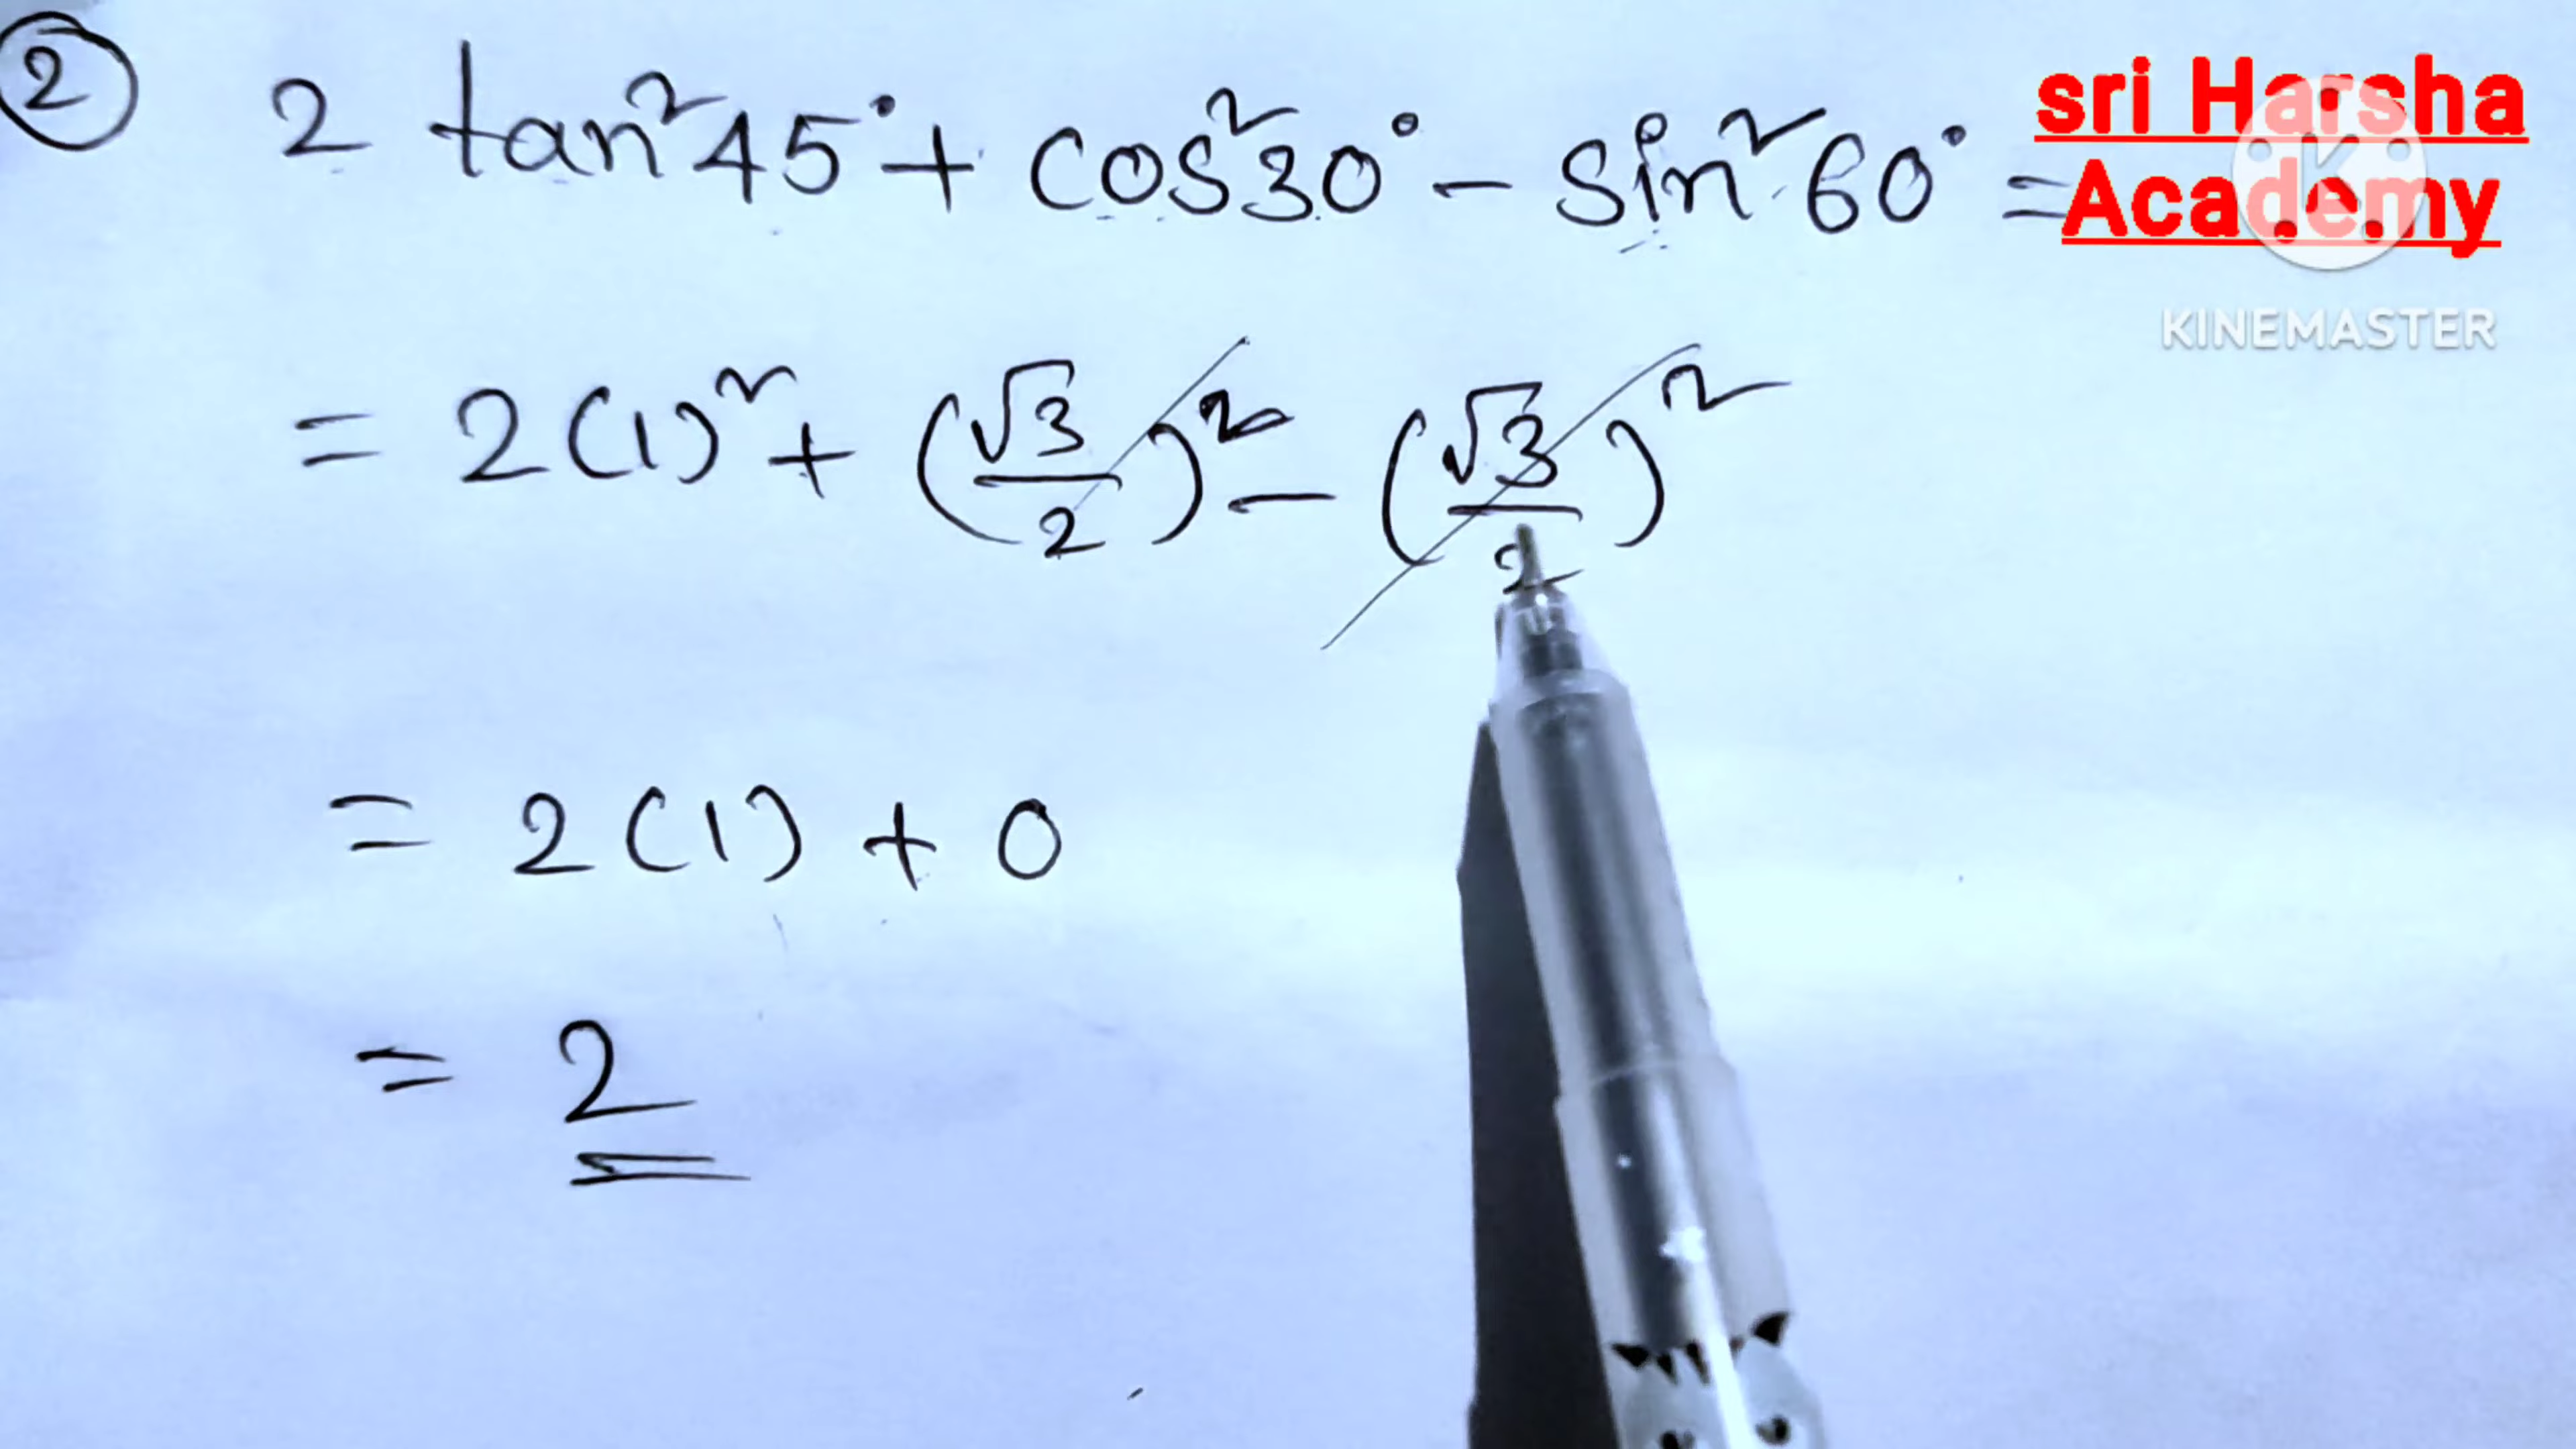 ② 2 tan²45° + cos²30° – sin²60° =
sri Harsha
Academy
KINEMASTER
= 2(1)² + (√3/2)² – (√3/2)²
= 2(1) + 0
= 2